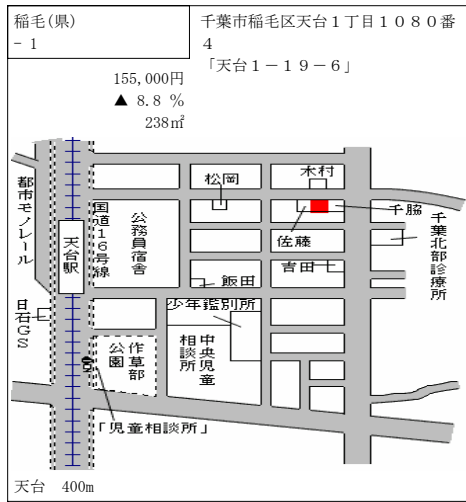 稲毛(県)
- 1
千葉市稲毛区天台１丁目１０８０番
４
「天台１－１９－６」
155,000円
▲ 8.8 %
238㎡
木村
松岡
千脇
佐藤
都市モノレール
天台駅
国道16号線
公務員宿舎
吉田
千葉北部診療所
飯田
少年鑑別所
日石GS
作草部
公園
中央児童
相談所
「児童相談所」
天台　400m